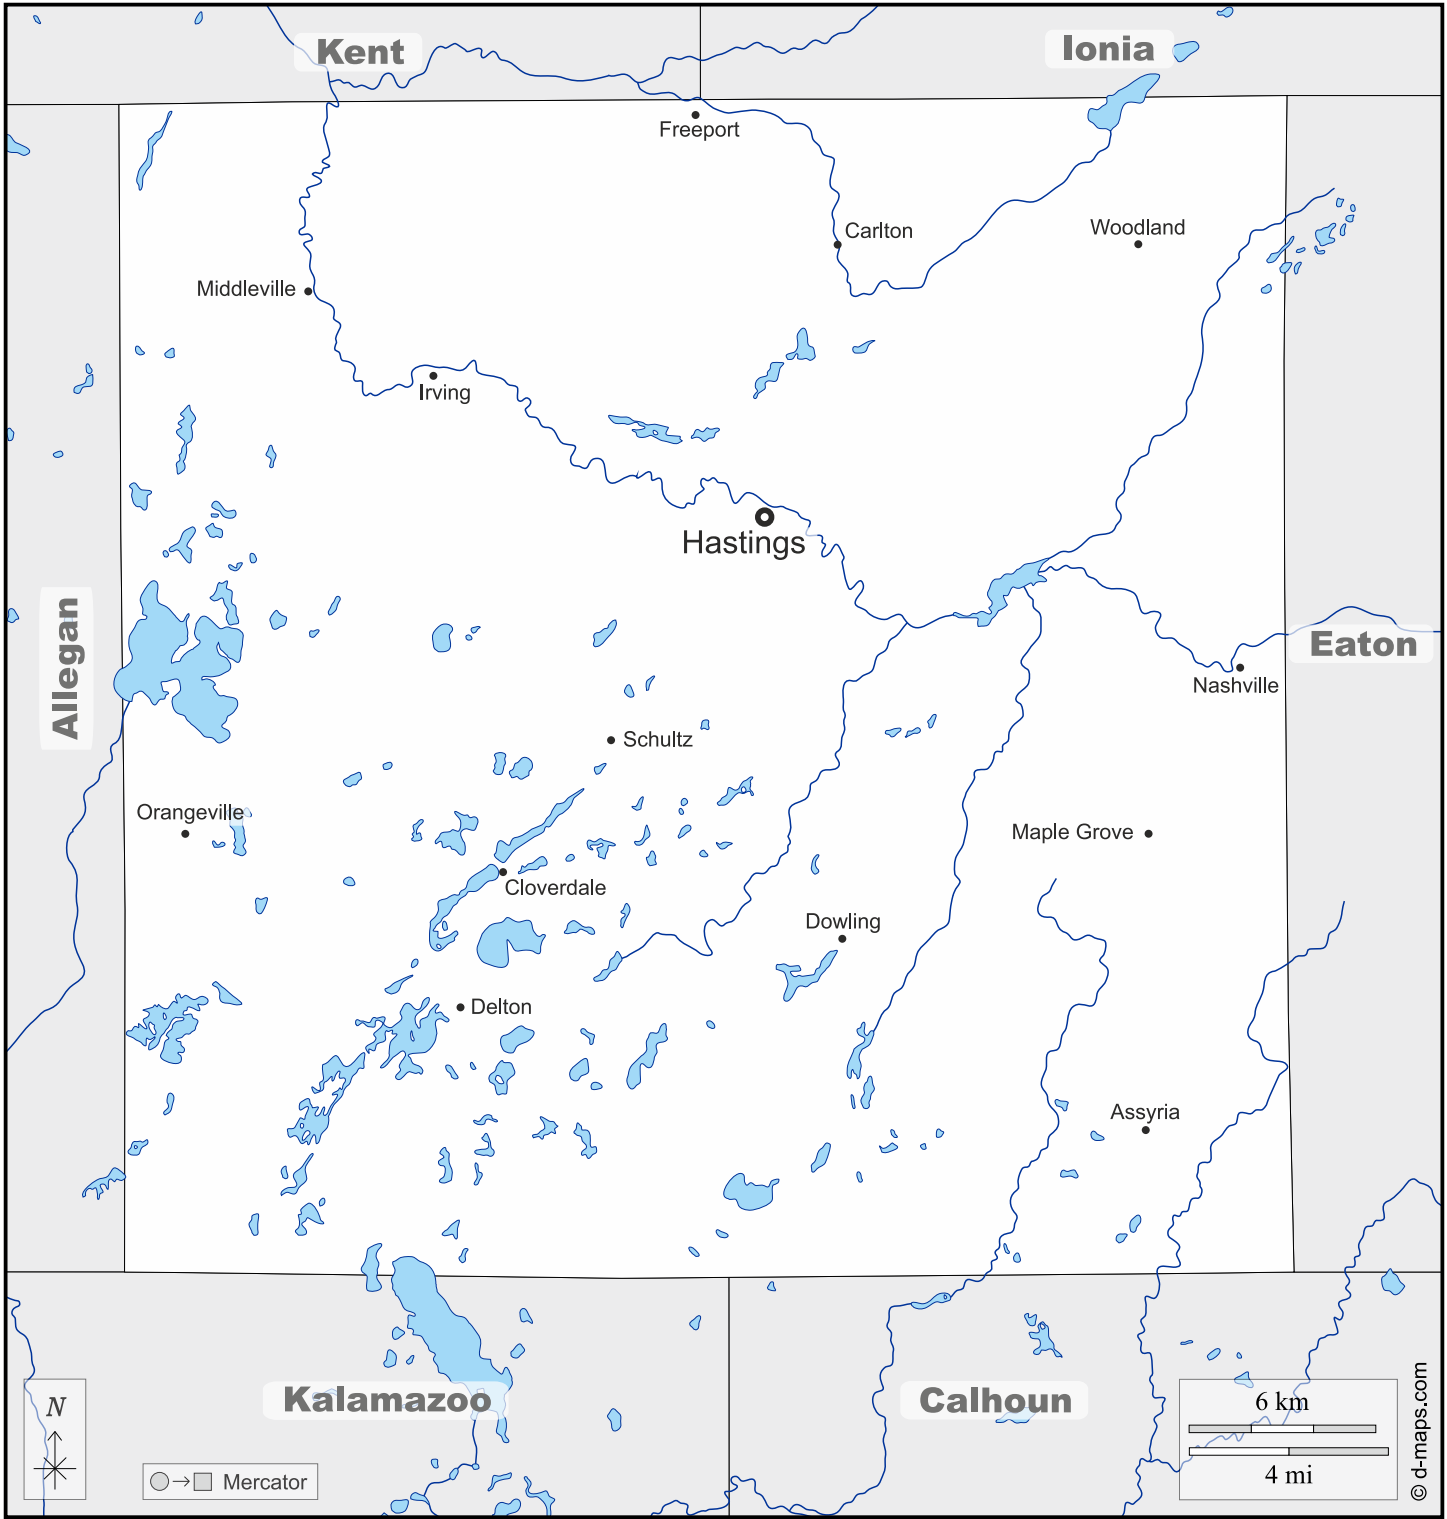 Kent
Ionia
Freeport
Carlton
Woodland
Middleville
Irving
Hastings
Allegan
Eaton
Nashville
Schultz
Orangeville
Maple Grove
Cloverdale
Dowling
Delton
Assyria
Kalamazoo
Calhoun
N
Mercator
6 km
4 mi
© d-maps.com